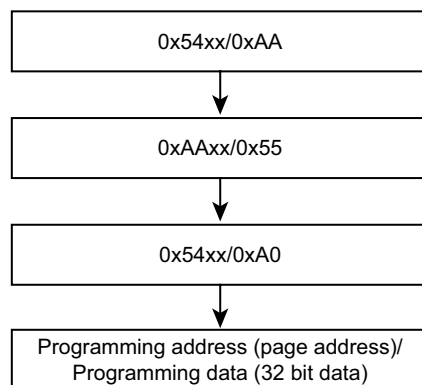 0x54xx/0xAA
0xAAxx/0x55
0x54xx/0xA0
Programming address (page address)/
Programming data (32 bit data)